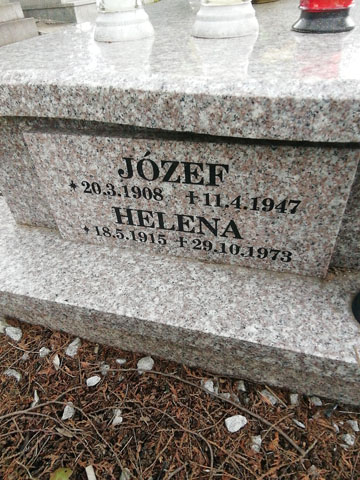 JÓZEF
* 20.3.1908 † 11.4.1947
HELENA
* 18.5.1915 † 29.10.1973